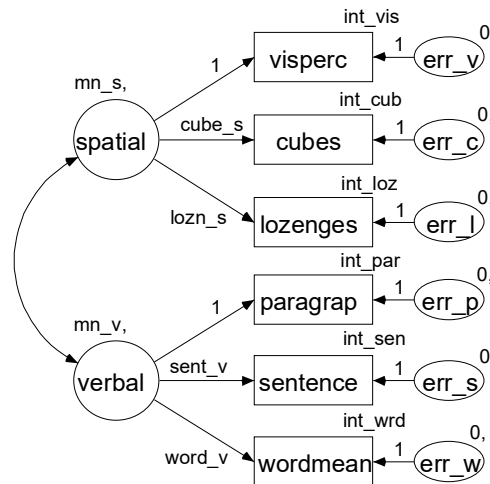 int_vis
0,
1
visperc
1
err_v
mn_s,
int_cub
0,
spatial
cube_s
cubes
1
err_c
int_loz
0,
lozn_s
lozenges
1
err_l
int_par
0,
1
paragrap
1
err_p
mn_v,
int_sen
0,
verbal
sent_v
sentence
1
err_s
int_wrd
0,
word_v
wordmean
1
err_w